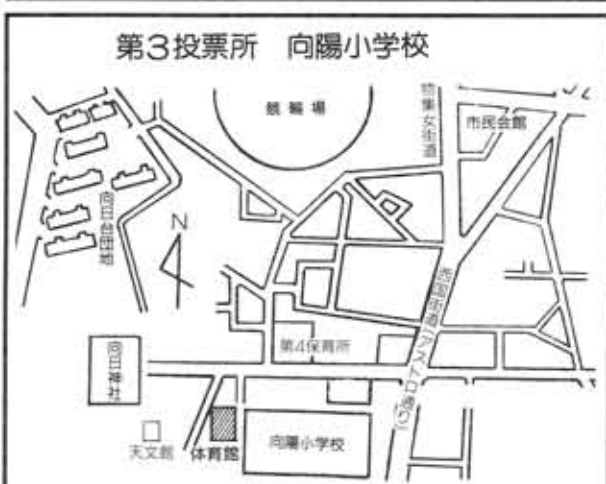 第3投票所 向陽小学校
競輪場
物集女街道
市民会館
向日台団地
N
西国街道(アストロ通り)
第4保育所
向日神社
天文館
体育館
向陽小学校